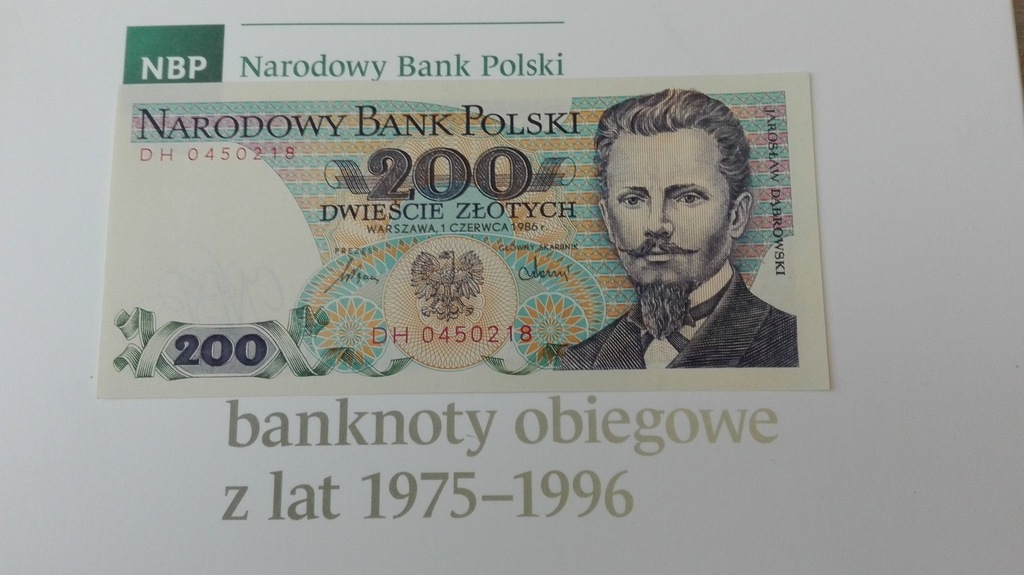 NBP Narodowy Bank Polski
NARODOWY BANK POLSKI
DH 0450218
200
DWIEŚCIE ZŁOTYCH
WARSZAWA, 1 CZERWCA 1986 r.
PREZES GŁÓWNY SKARBNIK
DH 0450218
200
JAROSŁAW DĄBROWSKI
banknoty obiegowe
z lat 1975–1996